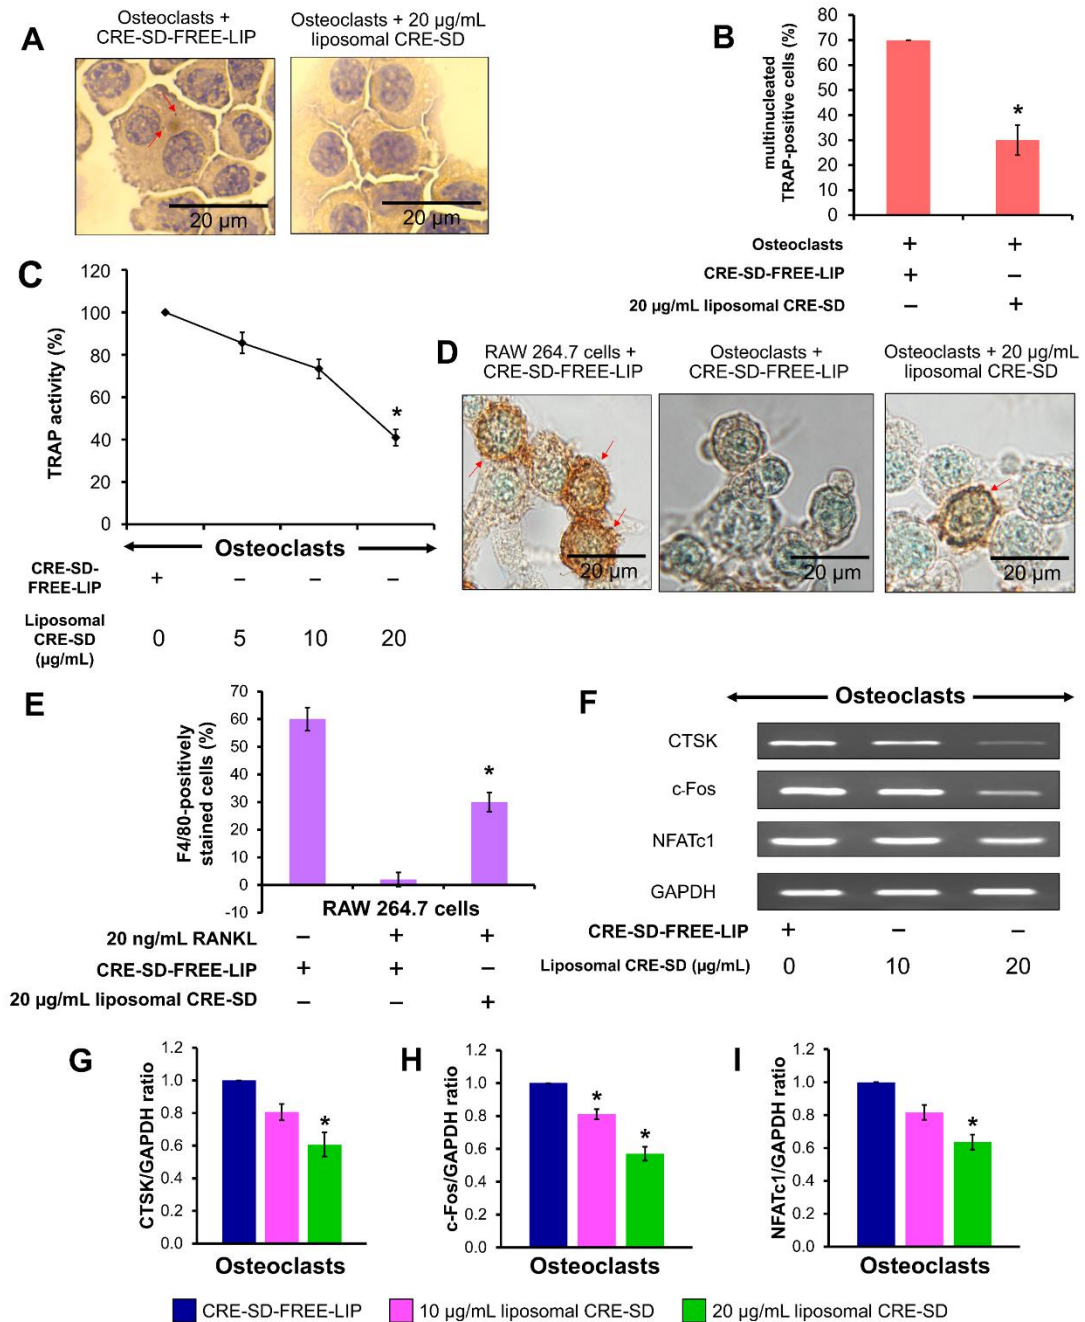 A
Osteoclasts +
CRE-SD-FREE-LIP
Osteoclasts + 20 µg/mL
liposomal CRE-SD
20 µm
20 µm
B
multinucleated
TRAP-positive cells (%)
80
70
60
50
40
30
20
10
0
*
Osteoclasts + +
CRE-SD-FREE-LIP + –
20 µg/mL liposomal CRE-SD – +
C
TRAP activity (%)
120
100
80
60
40
20
0
*
Osteoclasts
CRE-SD-
FREE-LIP
+ – – –
Liposomal
CRE-SD
(µg/mL)
0 5 10 20
D
RAW 264.7 cells +
CRE-SD-FREE-LIP
Osteoclasts +
CRE-SD-FREE-LIP
Osteoclasts + 20 µg/mL
liposomal CRE-SD
20 µm
20 µm
20 µm
E
F4/80-positively
stained cells (%)
70
60
50
40
30
20
10
0
-10
*
RAW 264.7 cells
20 ng/mL RANKL – + +
CRE-SD-FREE-LIP + + –
20 µg/mL liposomal CRE-SD – – +
F
Osteoclasts
CTSK
c-Fos
NFATc1
GAPDH
CRE-SD-FREE-LIP + – –
Liposomal CRE-SD (µg/mL) 0 10 20
G
CTSK/GAPDH ratio
1.2
1.0
0.8
0.6
0.4
0.2
0.0
*
Osteoclasts
H
c-Fos/GAPDH ratio
1.2
1.0
0.8
0.6
0.4
0.2
0.0
*
*
Osteoclasts
I
NFATc1/GAPDH ratio
1.2
1.0
0.8
0.6
0.4
0.2
0.0
*
Osteoclasts
CRE-SD-FREE-LIP
10 µg/mL liposomal CRE-SD
20 µg/mL liposomal CRE-SD